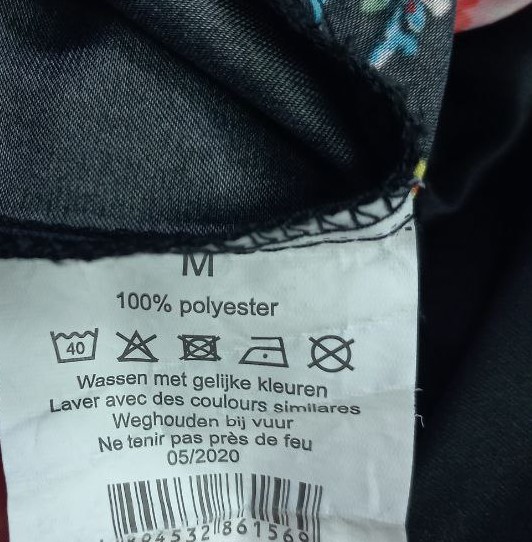 M
100% polyester
40
Wassen met gelijke kleuren
Laver avec des coulours similares
Weghouden bij vuur
Ne tenir pas près de feu
05/2020